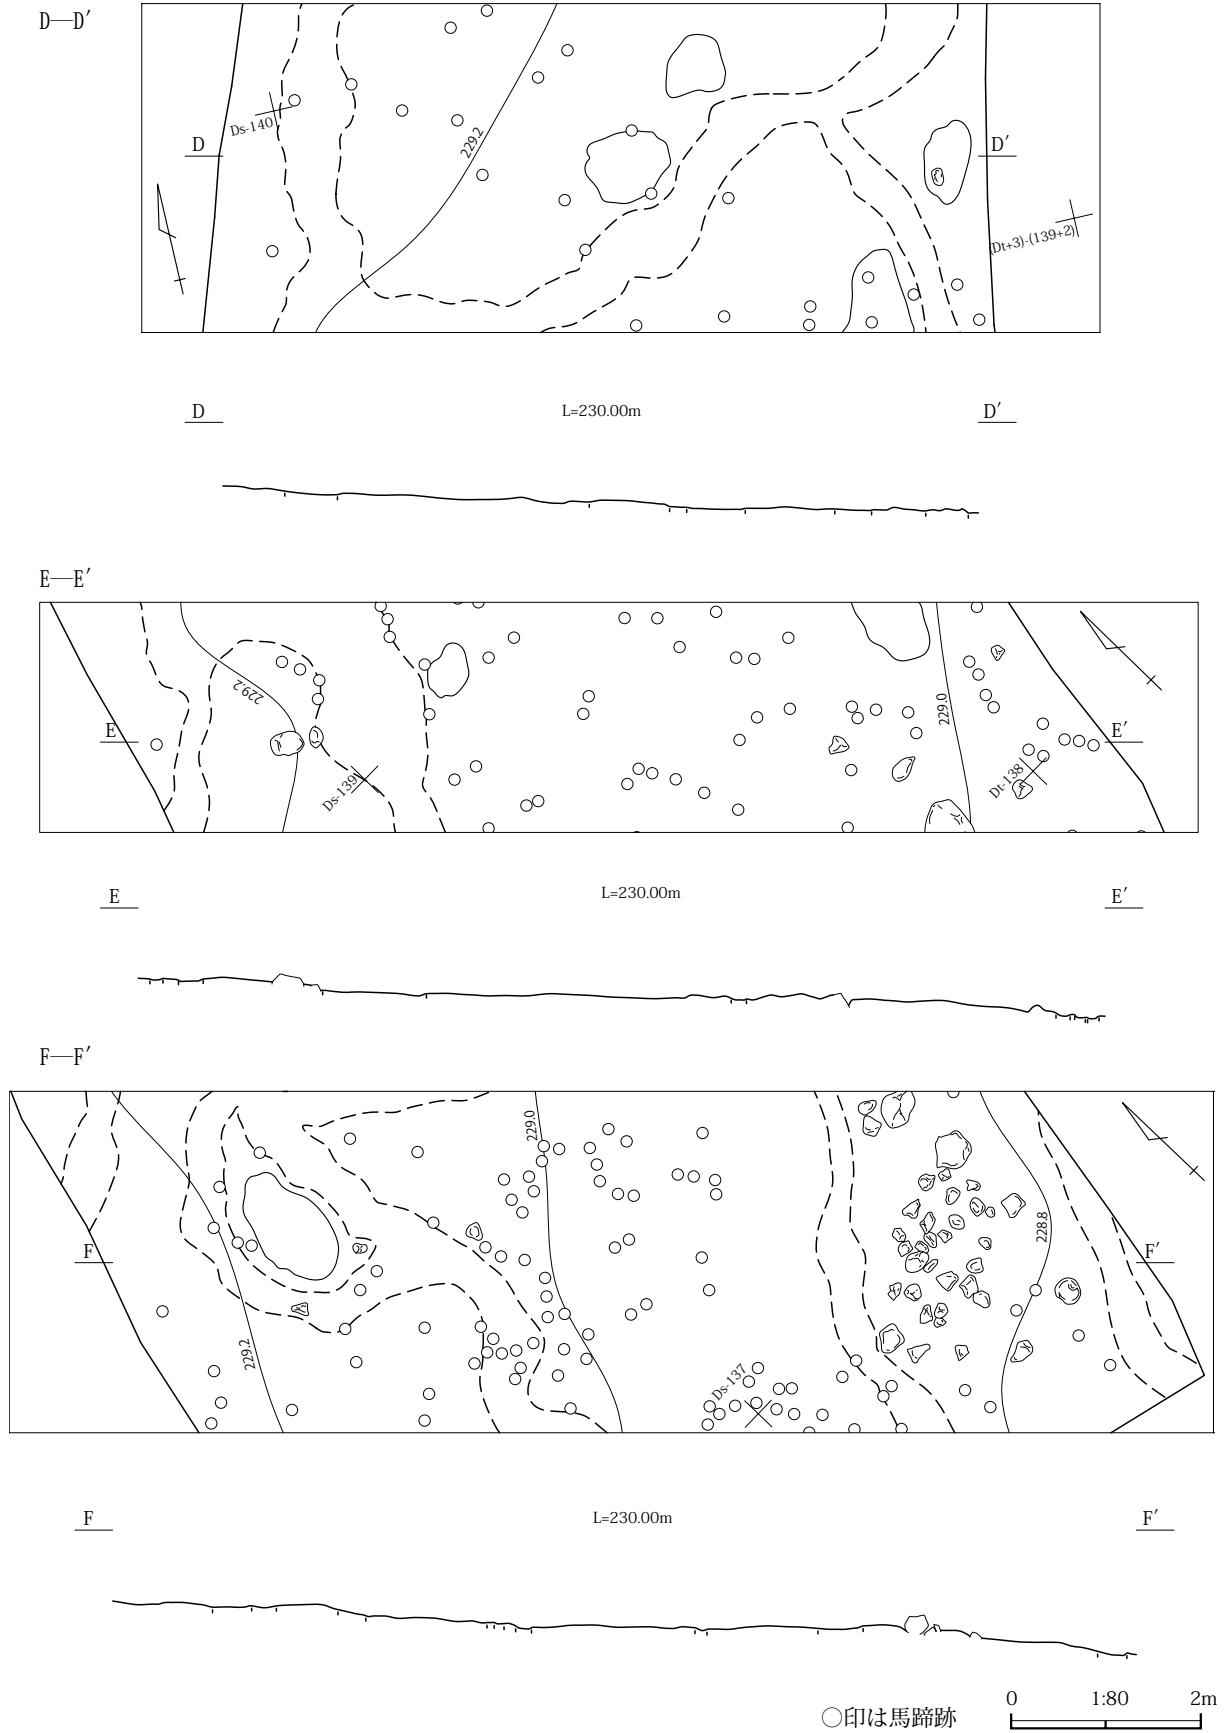 D—D′
Ds-140
229.2
D
D′
(Dt+3)-(139+2)
D
L=230.00m
D′
E—E′
229.2
229.0
E
E′
Ds-139
Dt-138
E
L=230.00m
E′
F—F′
229.0
228.8
F
F′
229.2
Ds-137
F
L=230.00m
F′
0 1:80 2m
○印は馬蹄跡